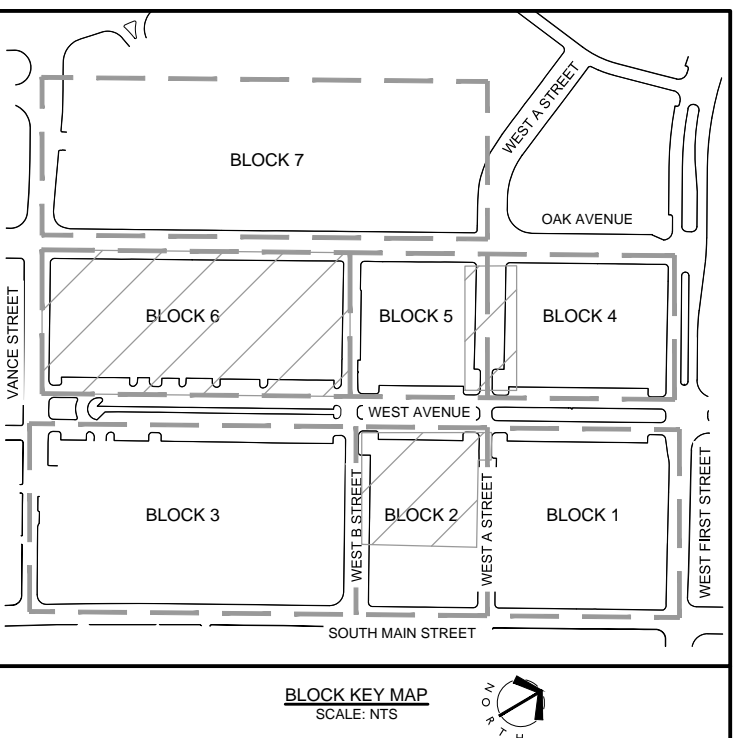 WEST A STREET
BLOCK 7
OAK AVENUE
VANCE STREET
BLOCK 6
BLOCK 5
BLOCK 4
WEST AVENUE
WEST B STREET
WEST A STREET
WEST FIRST STREET
BLOCK 3
BLOCK 2
BLOCK 1
SOUTH MAIN STREET
BLOCK KEY MAP
SCALE: NTS
NORTH